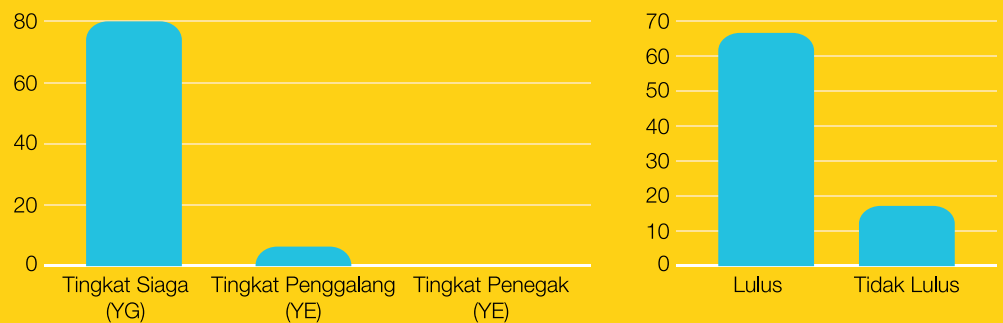 80
60
40
20
0
Tingkat Siaga
(YG)
Tingkat Penggalang
(YE)
Tingkat Penegak
(YE)
70
60
50
40
30
20
10
0
Lulus
Tidak Lulus